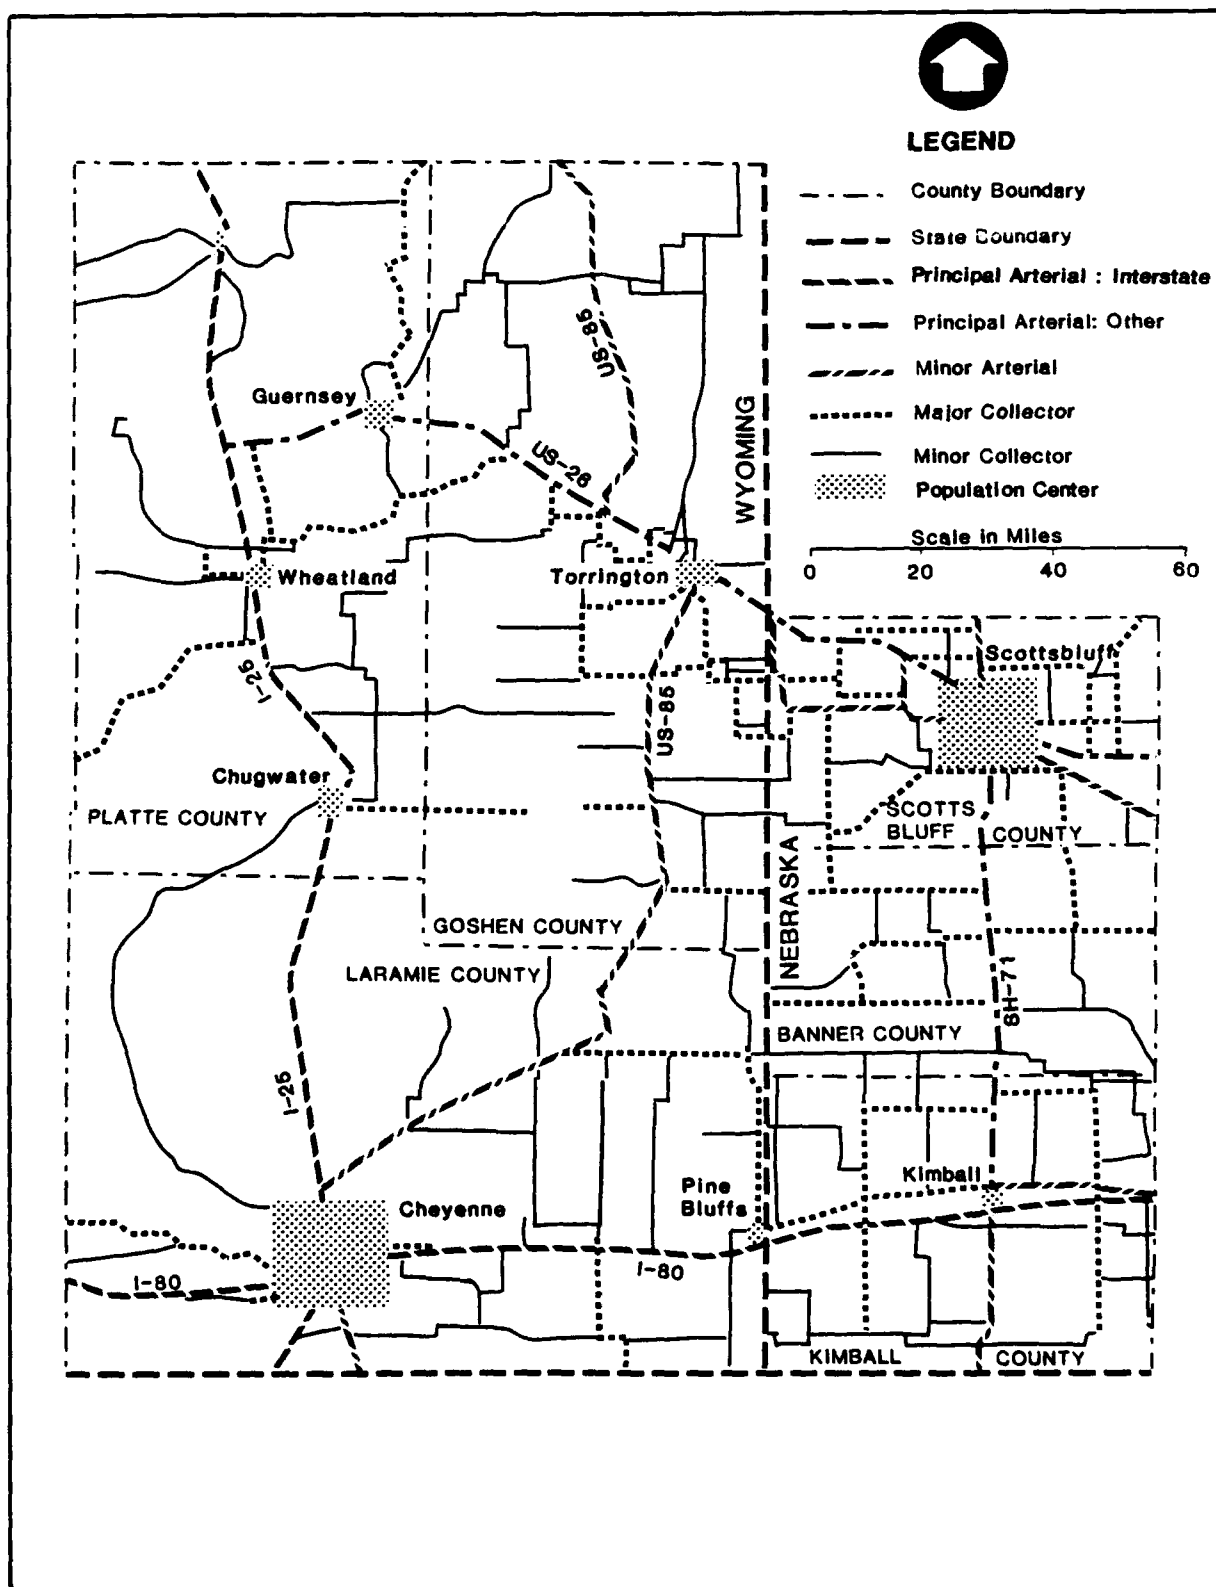 LEGEND
County Boundary
State Boundary
Principal Arterial : Interstate
Principal Arterial: Other
Minor Arterial
Major Collector
Minor Collector
Population Center
Scale in Miles
0 20 40 60
US-85
Guernsey
WYOMING
US-26
Wheatland
Torrington
Scottsbluff
I-25
US-85
Chugwater
PLATTE COUNTY
SCOTTS
BLUFF COUNTY
NEBRASKA
GOSHEN COUNTY
LARAMIE COUNTY
SH-71
BANNER COUNTY
I-25
Pine
Bluffs
Kimball
Cheyenne
I-80
I-80
KIMBALL COUNTY